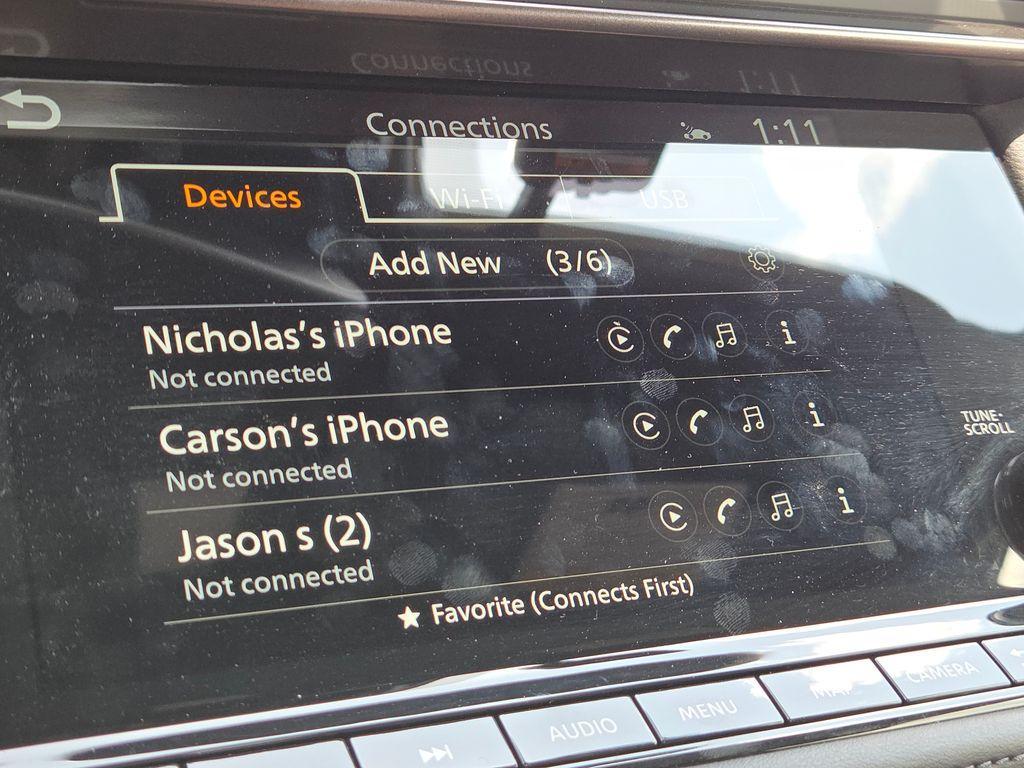 Connections 1:11
Devices Wi-Fi USB
Add New (3/6)
Nicholas's iPhone
Not connected
Carson's iPhone
Not connected
TUNE-
SCROLL
Jason s (2)
Not connected
★ Favorite (Connects First)
AUDIO MENU MAP CAMERA